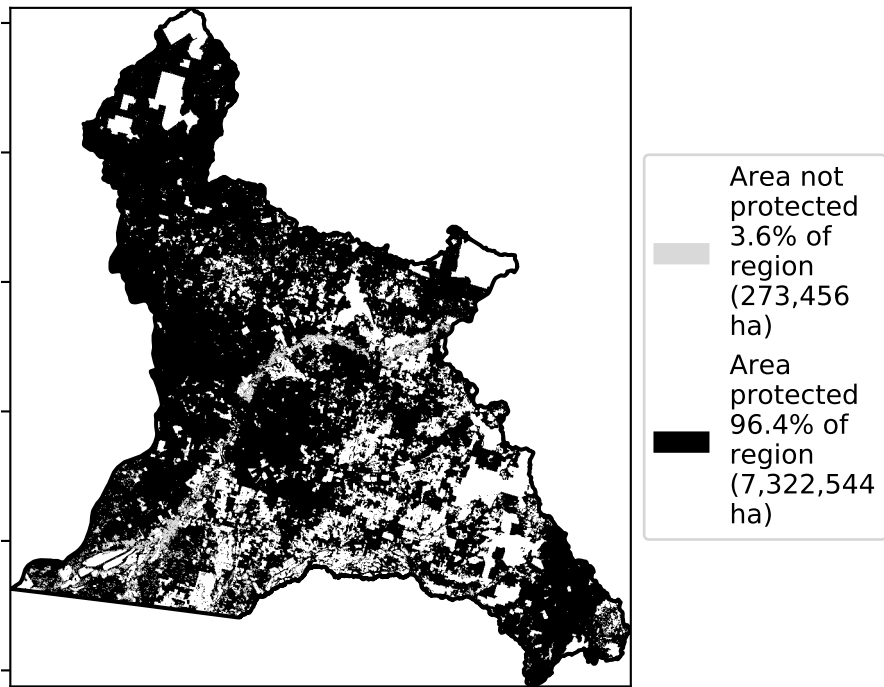 Area not
protected
3.6% of
region
(273,456
ha)
Area
protected
96.4% of
region
(7,322,544
ha)